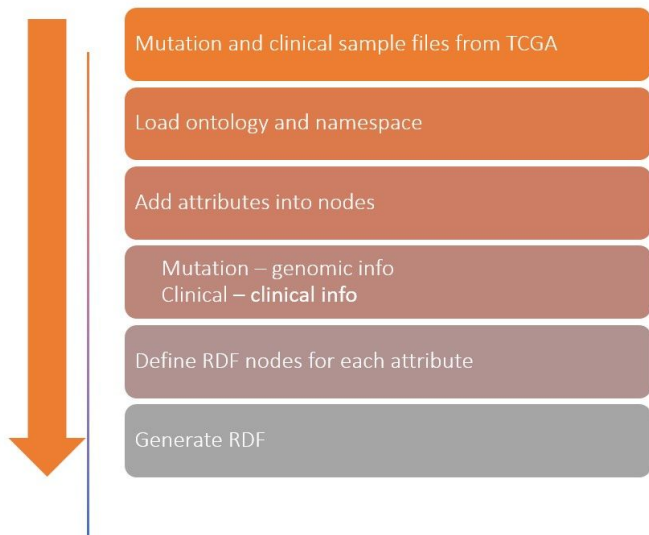 Mutation and clinical sample files from TCGA
Load ontology and namespace
Add attributes into nodes
Mutation – genomic info
Clinical – clinical info
Define RDF nodes for each attribute
Generate RDF